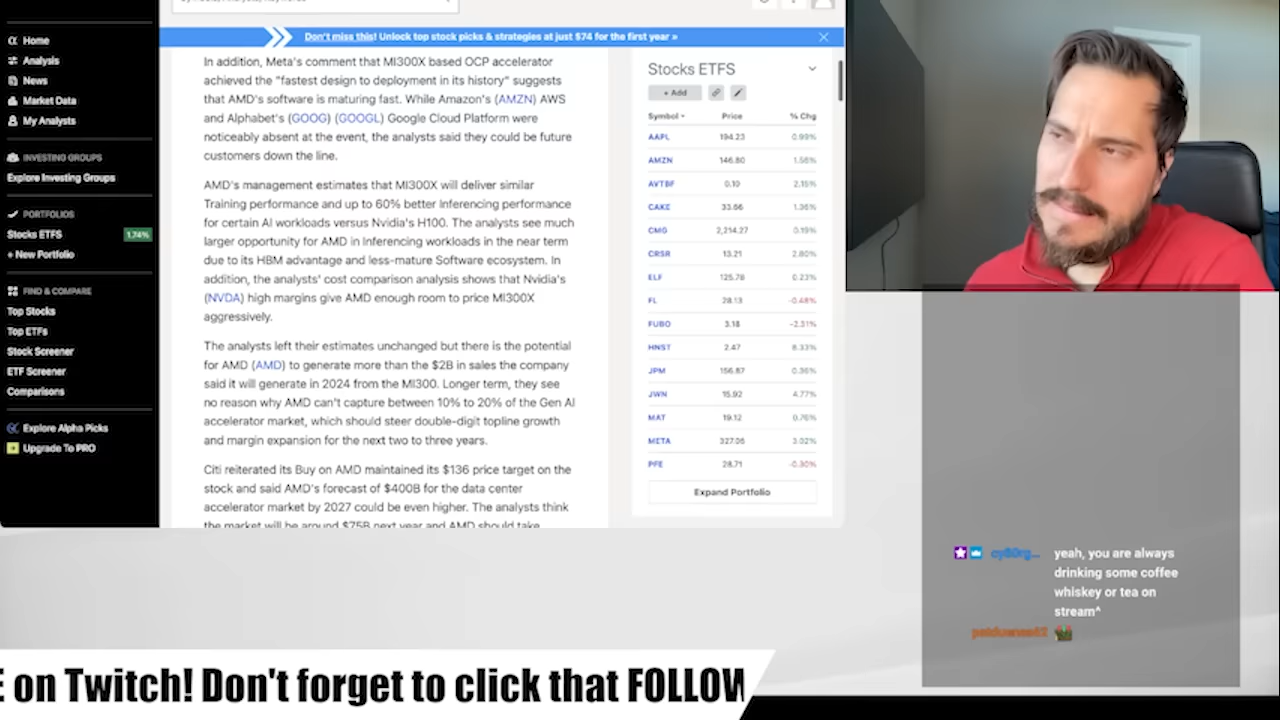 Don't miss this! Unlock top stock picks & strategies at just $74 for the first year »
Home
Analysis
News
Market Data
My Analysts
INVESTING GROUPS
Explore Investing Groups
PORTFOLIOS
Stocks ETFS 1.74%
+ New Portfolio
FIND & COMPARE
Top Stocks
Top ETFs
Stock Screener
ETF Screener
Comparisons
Explore Alpha Picks
Upgrade To PRO
In addition, Meta's comment that MI300X based OCP accelerator
achieved the "fastest design to deployment in its history" suggests
that AMD's software is maturing fast. While Amazon's (AMZN) AWS
and Alphabet's (GOOG) (GOOGL) Google Cloud Platform were
noticeably absent at the event, the analysts said they could be future
customers down the line.
AMD's management estimates that MI300X will deliver similar
Training performance and up to 60% better Inferencing performance
for certain AI workloads versus Nvidia's H100. The analysts see much
larger opportunity for AMD in Inferencing workloads in the near term
due to its HBM advantage and less-mature Software ecosystem. In
addition, the analysts' cost comparison analysis shows that Nvidia's
(NVDA) high margins give AMD enough room to price MI300X
aggressively.
The analysts left their estimates unchanged but there is the potential
for AMD (AMD) to generate more than the $2B in sales the company
said it will generate in 2024 from the MI300. Longer term, they see
no reason why AMD can't capture between 10% to 20% of the Gen AI
accelerator market, which should steer double-digit topline growth
and margin expansion for the next two to three years.
Citi reiterated its Buy on AMD maintained its $136 price target on the
stock and said AMD's forecast of $400B for the data center
accelerator market by 2027 could be even higher. The analysts think
the market will be around $75B next year and AMD should take
Stocks ETFS
+ Add
Symbol Price % Chg
AAPL 194.23 0.99%
AMZN 146.80 1.56%
AVTBF 0.10 2.15%
CAKE 33.66 1.36%
CMG 2,214.27 0.19%
CRSR 13.21 2.80%
ELF 125.78 0.23%
FL 28.13 -0.48%
FUBO 3.18 -2.31%
HNST 2.47 8.33%
JPM 156.87 0.36%
JWN 15.92 4.77%
MAT 19.12 0.76%
META 327.06 3.02%
PFE 28.71 -0.30%
Expand Portfolio
yeah, you are always
drinking some coffee
whiskey or tea on
stream^
E on Twitch! Don't forget to click that FOLLOW